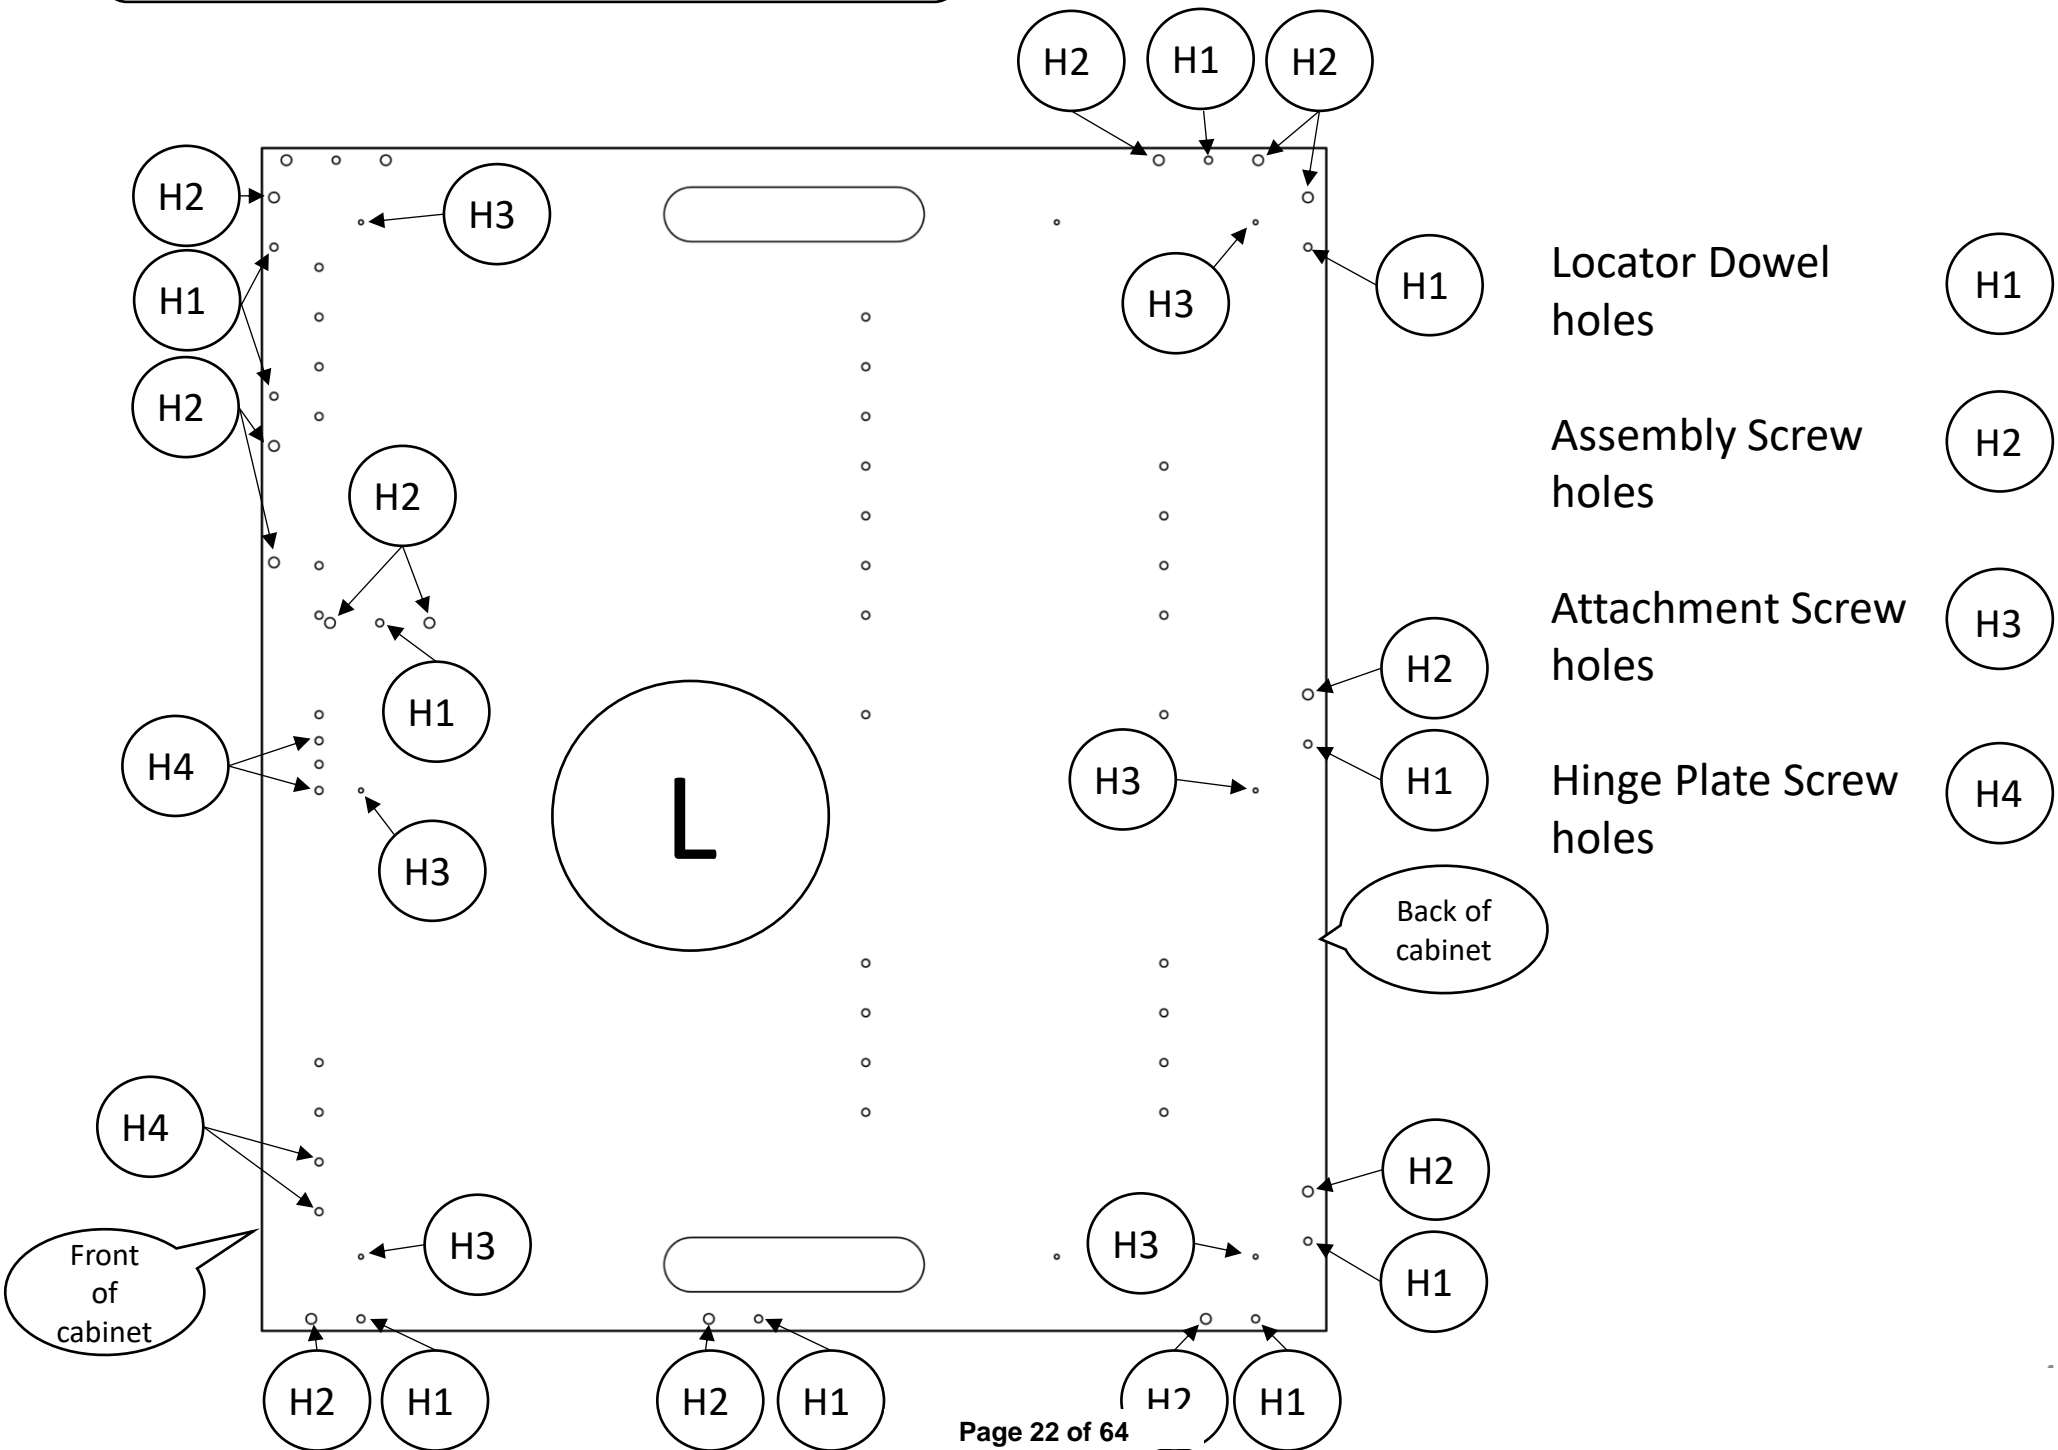 H2 H1 H2
H2 H3
H1 H3 H1
H2
H2
H1
H4
H3
L
H3
H2
H1
Locator Dowel
holes
H1
Assembly Screw
holes
H2
Attachment Screw
holes
H3
Hinge Plate Screw
holes
H4
Back of
cabinet
H4
H3
H3
H2
H1
Front
of
cabinet
H2 H1 H2 H1 H2 H1
Page 22 of 64